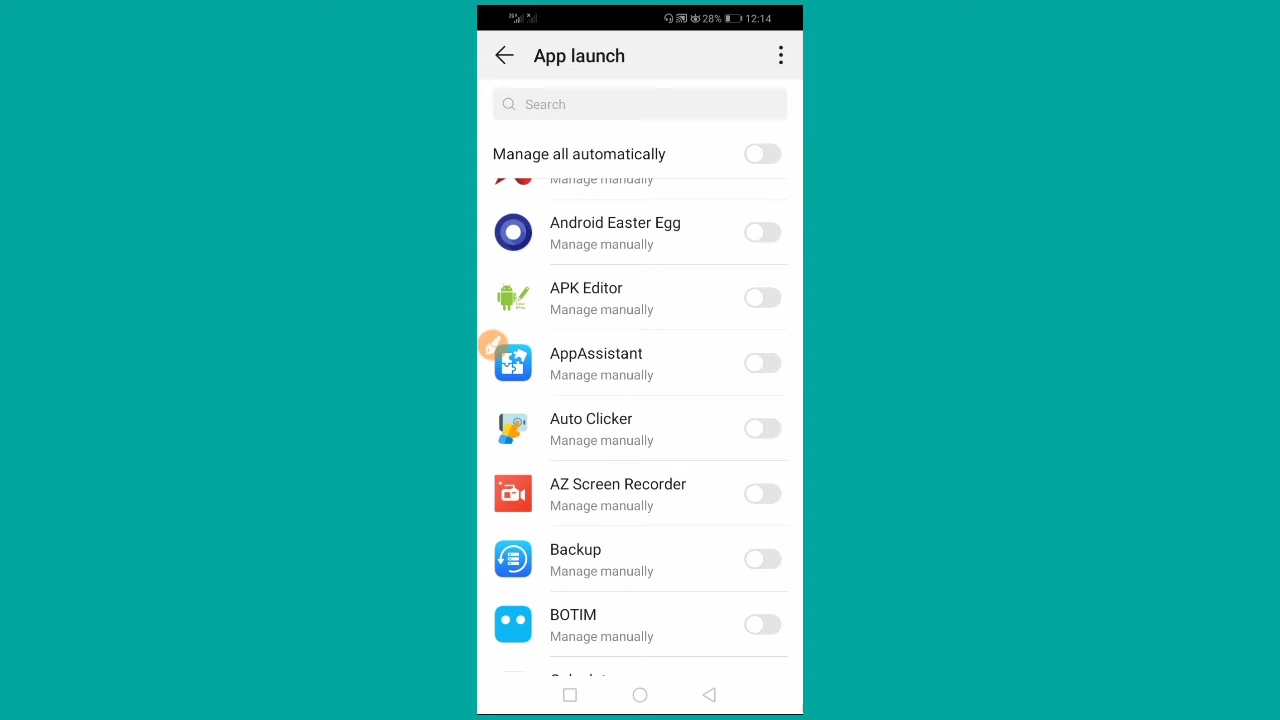 28% 12:14
App launch
Search
Manage all automatically
Manage manually
Android Easter Egg
Manage manually
APK Editor
Manage manually
AppAssistant
Manage manually
Auto Clicker
Manage manually
AZ Screen Recorder
Manage manually
Backup
Manage manually
BOTIM
Manage manually